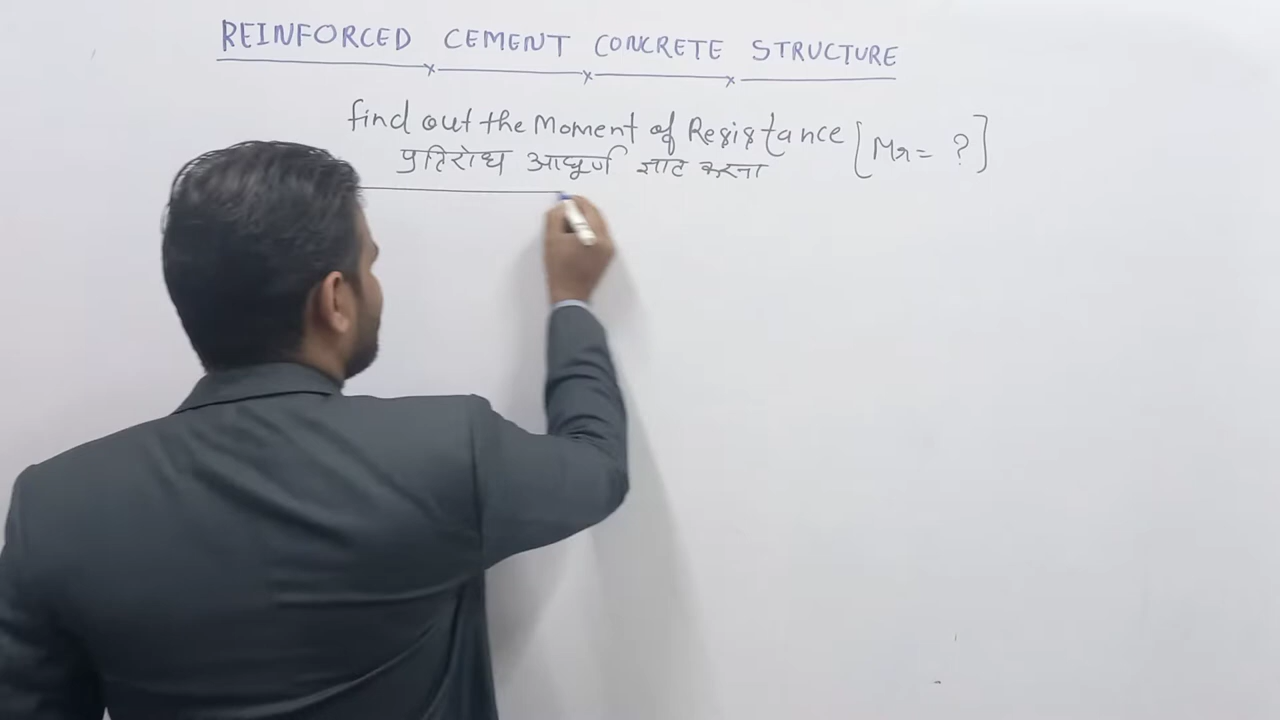 REINFORCED CEMENT CONCRETE STRUCTURE
find out the Moment of Resistance [Mr = ?]
प्रतिरोध आघूर्ण ज्ञाट करना